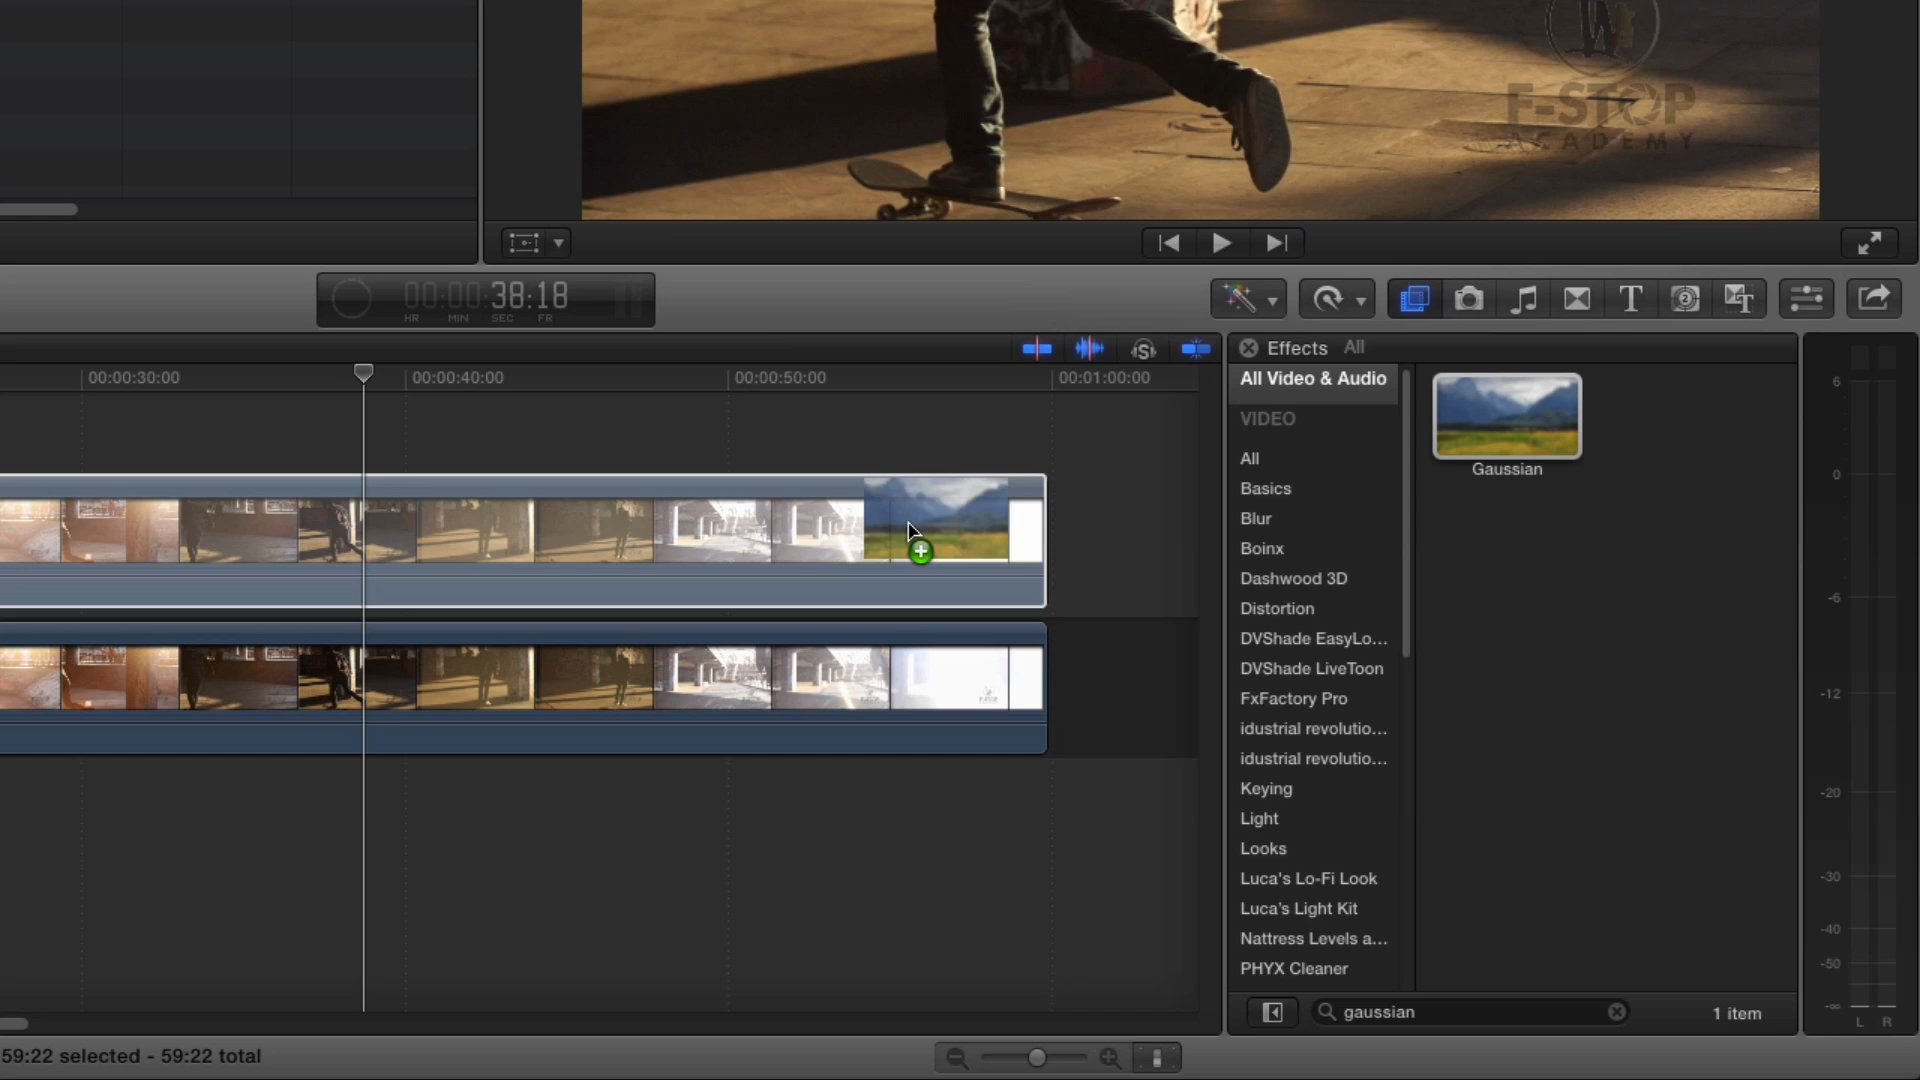 F-STOP
ACADEMY
00:00:38:18
HR MIN SEC FR
00:00:30:00
00:00:40:00
00:00:50:00
00:01:00:00
Effects All
All Video & Audio
VIDEO
All
Basics
Blur
Boinx
Dashwood 3D
Distortion
DVShade EasyLo...
DVShade LiveToon
FxFactory Pro
idustrial revolutio...
idustrial revolutio...
Keying
Light
Looks
Luca's Lo-Fi Look
Luca's Light Kit
Nattress Levels a...
PHYX Cleaner
Gaussian
gaussian
1 item
6
0
-6
-12
-20
-30
-40
-50
-∞
L R
59:22 selected - 59:22 total